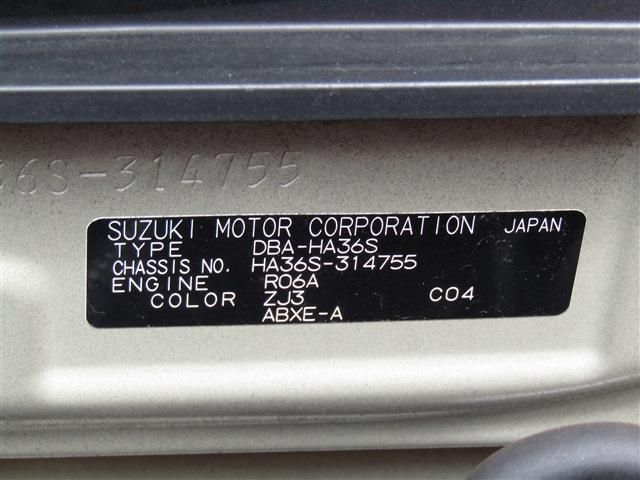 36S-314755
SUZUKI MOTOR CORPORATION JAPAN
TYPE DBA-HA36S
CHASSIS NO. HA36S-314755
ENGINE R06A
COLOR ZJ3 C04
ABXE-A